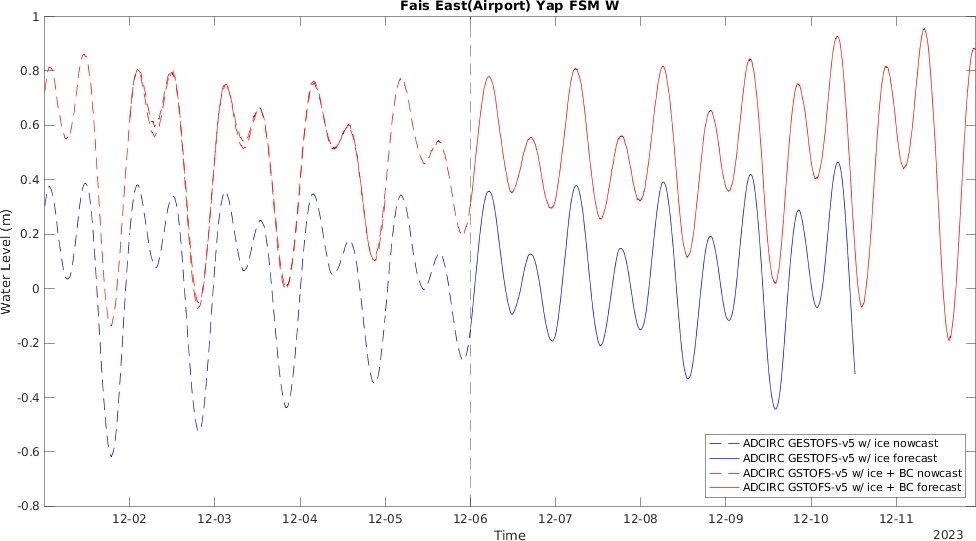 Fais East(Airport) Yap FSM W
1
0.8
0.6
0.4
0.2
0
-0.2
-0.4
-0.6
-0.8
Water Level (m)
ADCIRC GESTOFS-v5 w/ ice nowcast
ADCIRC GESTOFS-v5 w/ ice forecast
ADCIRC GSTOFS-v5 w/ ice + BC nowcast
ADCIRC GSTOFS-v5 w/ ice + BC forecast
12-02 12-03 12-04 12-05 12-06 12-07 12-08 12-09 12-10 12-11
Time
2023